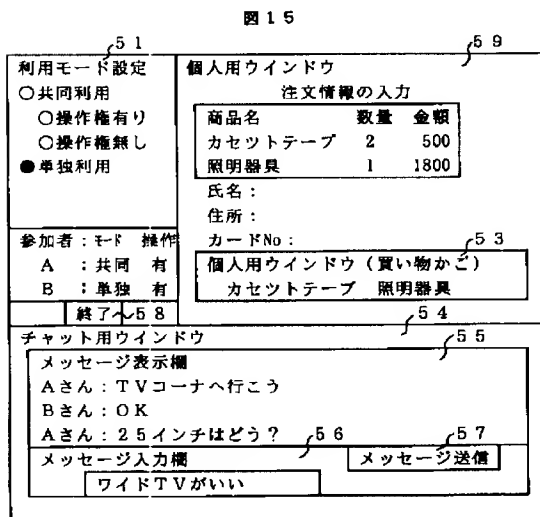 図15
51
利用モード設定
○共同利用
○操作権有り
○操作権無し
●単独利用
参加者:モード 操作
A :共同 有
B :単独 有
終了 58
59
個人用ウインドウ
注文情報の入力
商品名 数量 金額
カセットテープ 2 500
照明器具 1 1800
氏名:
住所:
カードNo:
53
個人用ウインドウ(買い物かご)
カセツトテープ 照明器具
54
チャット用ウインドウ
55
メッセージ表示欄
Aさん:TVコーナへ行こう
Bさん:OK
Aさん:25インチはどう?
56
57
メッセージ入力欄 メッセージ送信
ワイドTVがいい